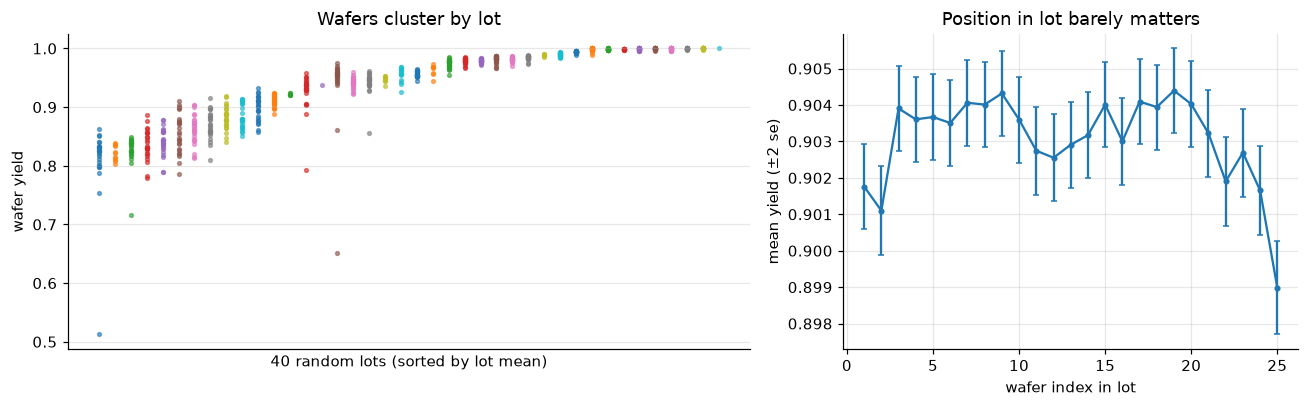 Wafers cluster by lot
wafer yield
1.0
0.9
0.8
0.7
0.6
0.5
40 random lots (sorted by lot mean)
Position in lot barely matters
mean yield (±2 se)
0.905
0.904
0.903
0.902
0.901
0.900
0.899
0.898
0 5 10 15 20 25
wafer index in lot